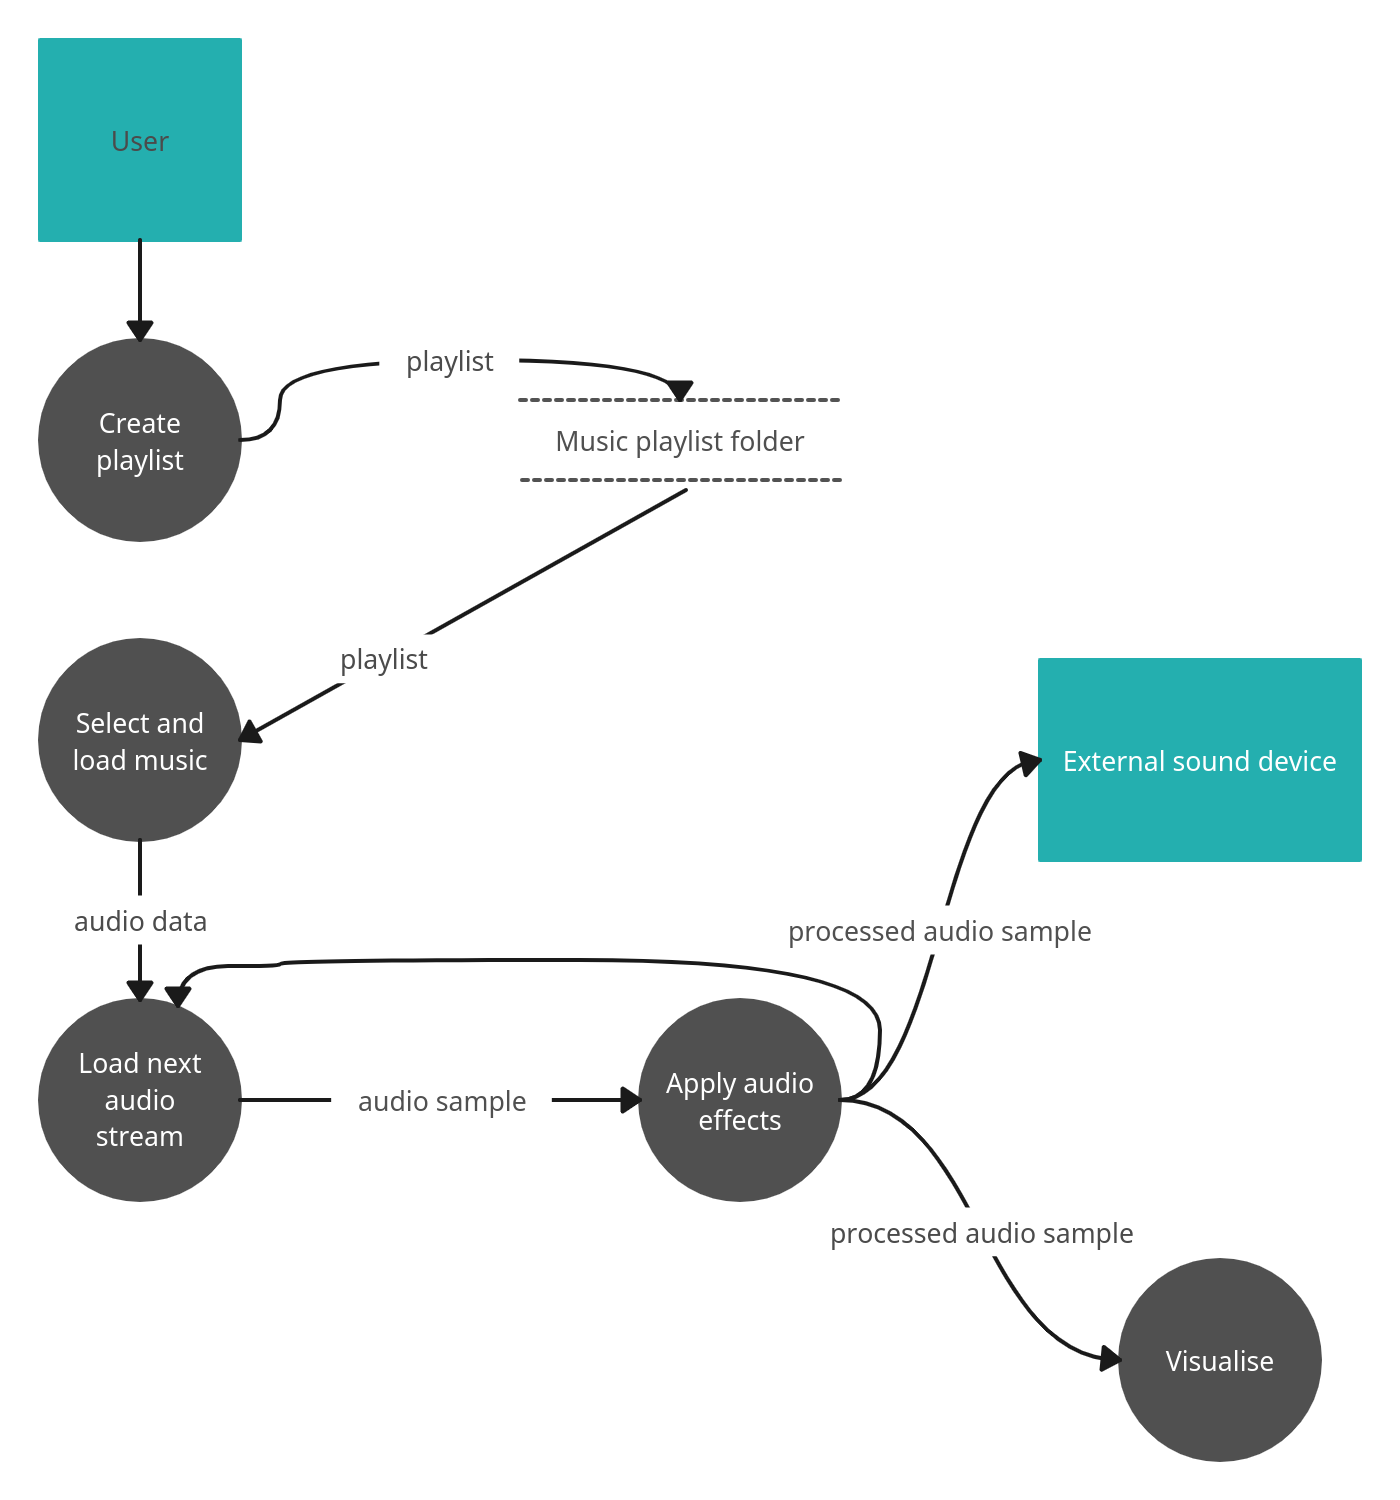 User
Create
playlist
playlist
Music playlist folder
playlist
Select and
load music
External sound device
audio data
processed audio sample
Load next
audio
stream
audio sample
Apply audio
effects
processed audio sample
Visualise